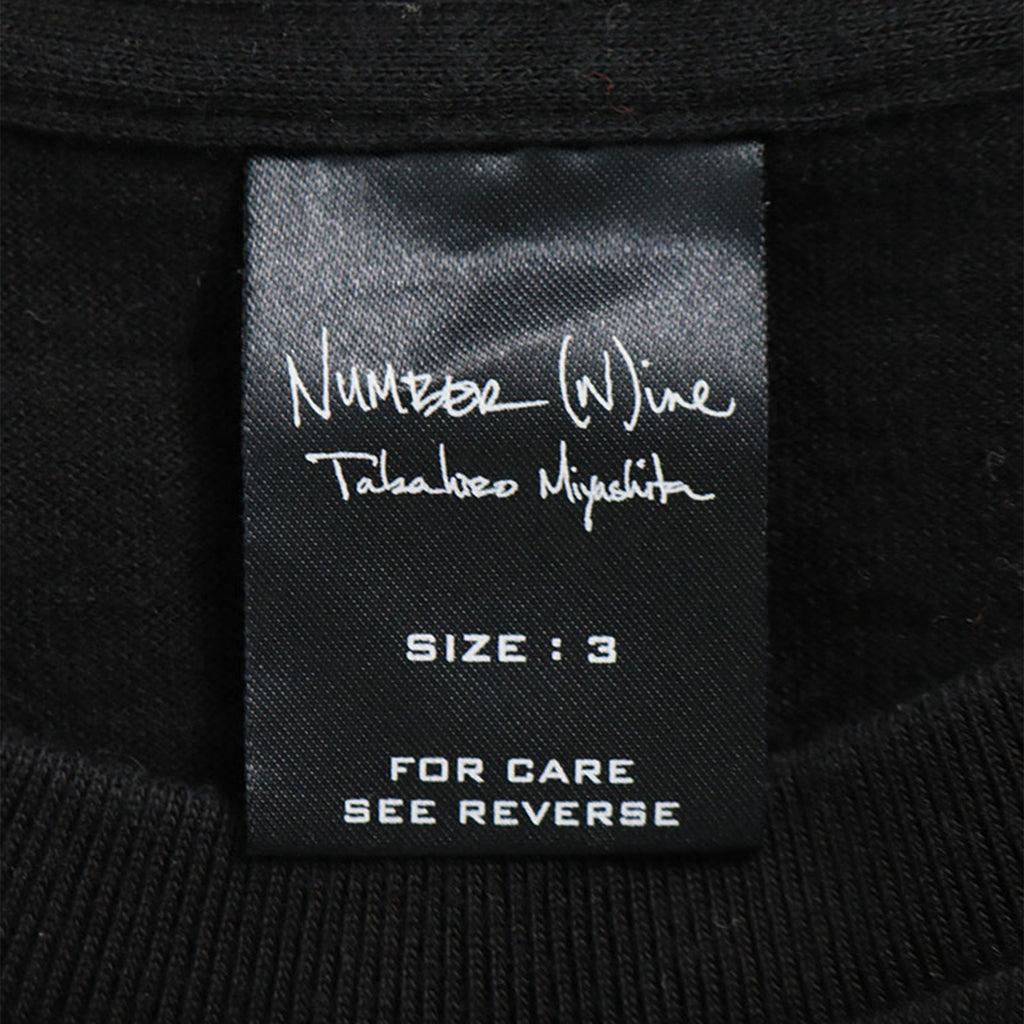 NUMBER (N)ine
Takahiro Miyashita
SIZE : 3
FOR CARE
SEE REVERSE